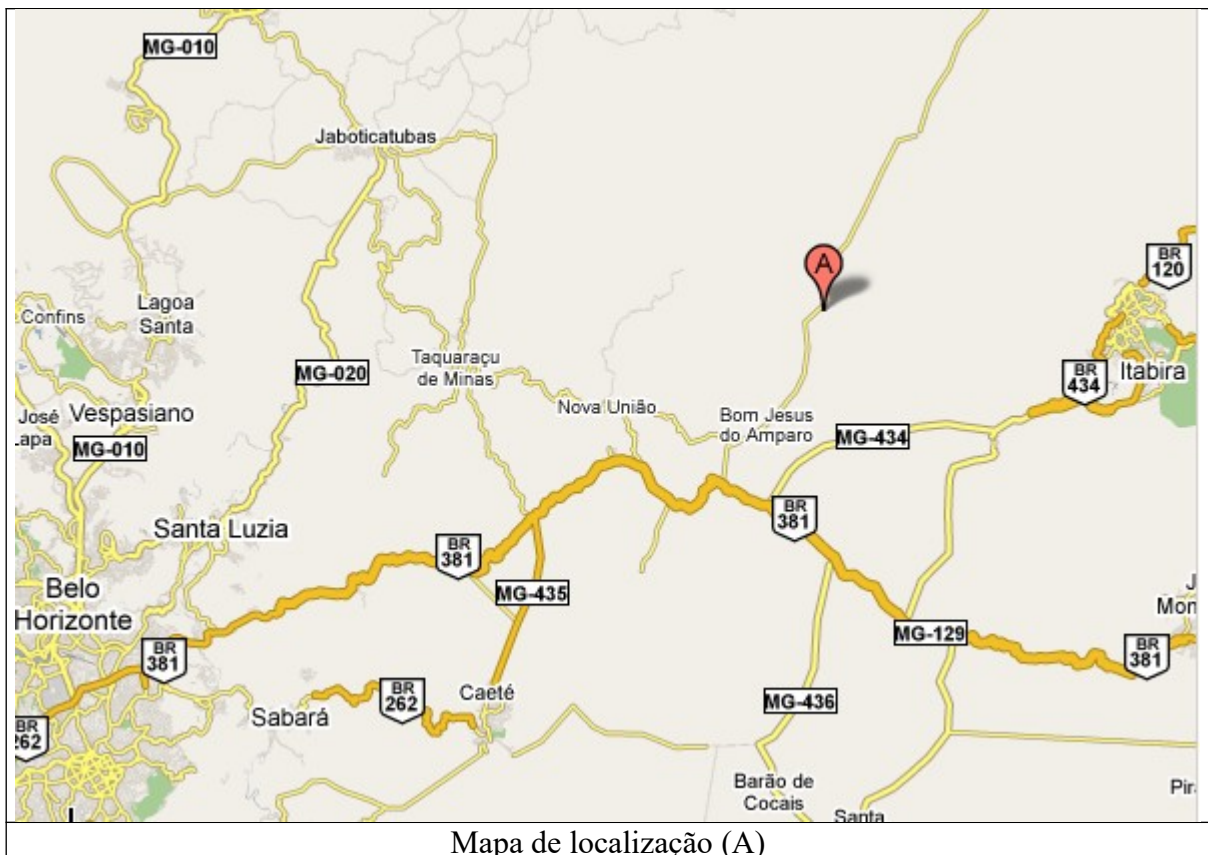 MG-010
Jaboticatubas
BR
120
A
Lagoa
Santa
Confins
Taquaraçu
de Minas
MG-020
BR
434
Itabira
José
Lapa
Vespasiano
Nova União
Bom Jesus
do Amparo
MG-434
MG-010
Santa Luzia
BR
381
BR
381
Belo
Horizonte
MG-435
MG-129
BR
381
BR
381
Caeté
BR
262
Sabará
MG-436
BR
262
Barão de
Cocais
Santa
Mapa de localização (A)